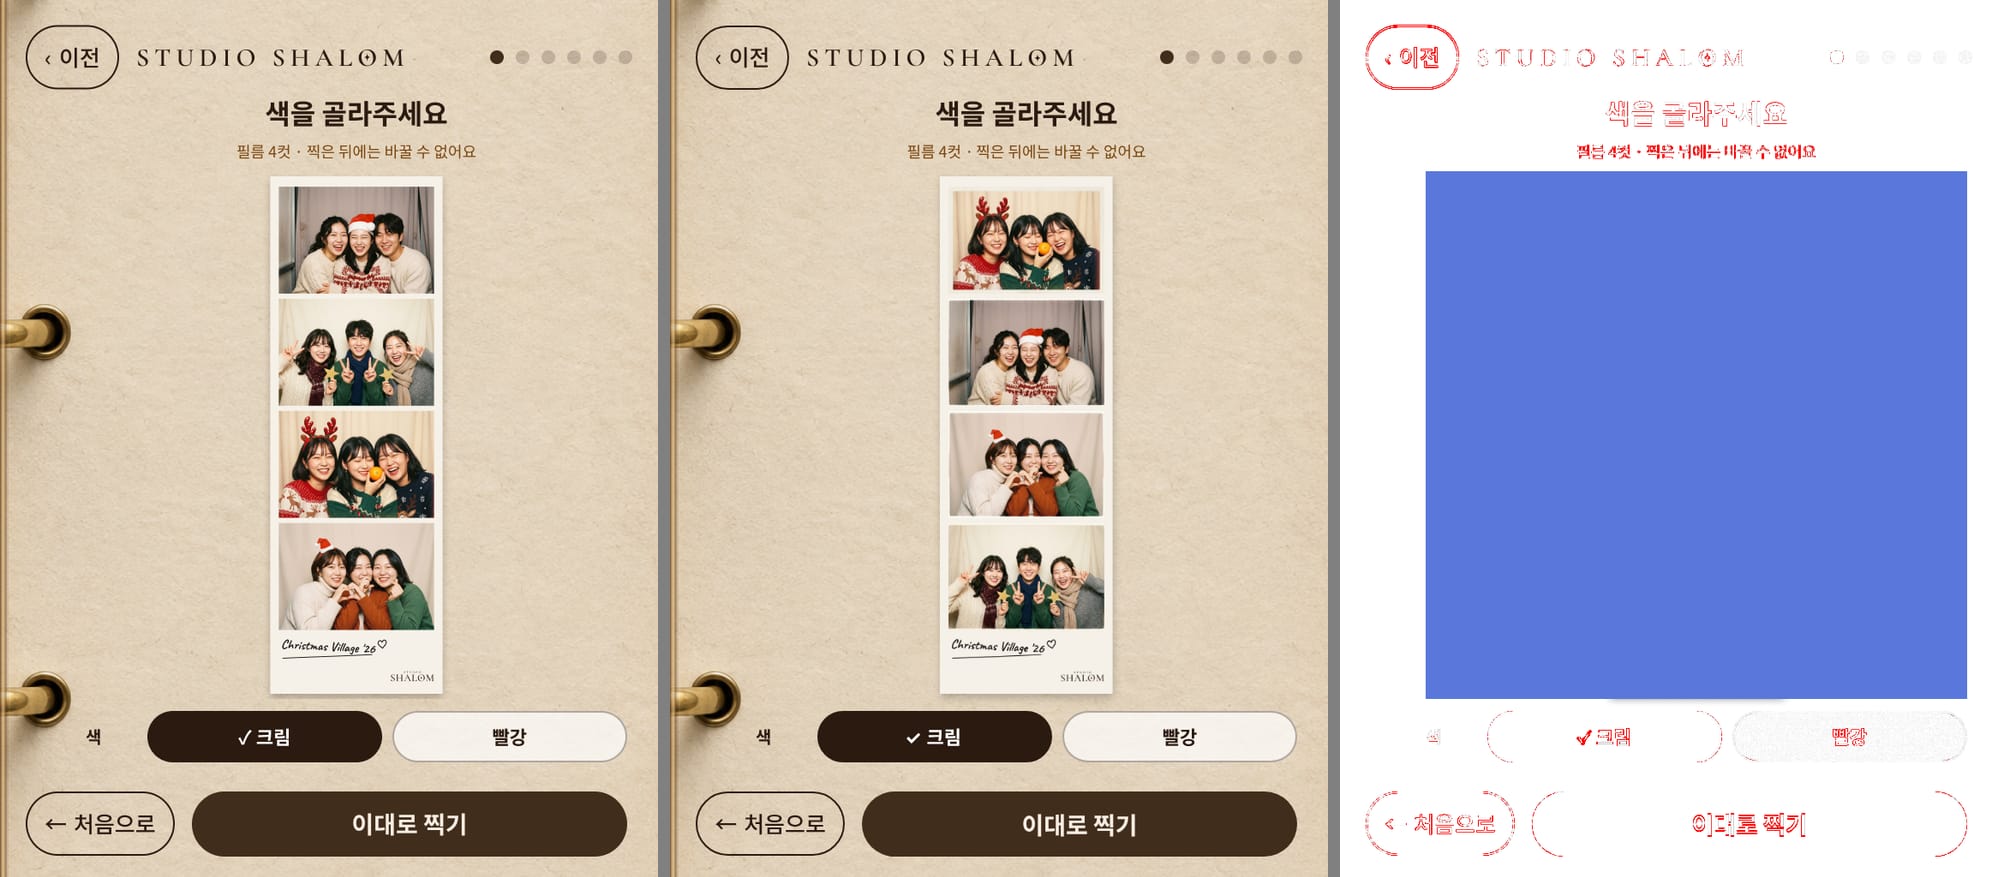 ‹ 이전 STUDIO SHALOM
색을 골라주세요
필름 4컷 · 찍은 뒤에는 바꿀 수 없어요
Christmas Village '26♡
STUDIO
SHALOM
색 ✓ 크림 빨강
← 처음으로 이대로 찍기
‹ 이전 STUDIO SHALOM
색을 골라주세요
필름 4컷 · 찍은 뒤에는 바꿀 수 없어요
Christmas Village '26♡
STUDIO
SHALOM
색 ✓ 크림 빨강
← 처음으로 이대로 찍기
‹ 이전 STUDIO SHALOM
색을 골라주세요
필름 4컷 · 찍은 뒤에는 바꿀 수 없어요
색 ✓ 크림 빨강
처음으로 이대로 찍기